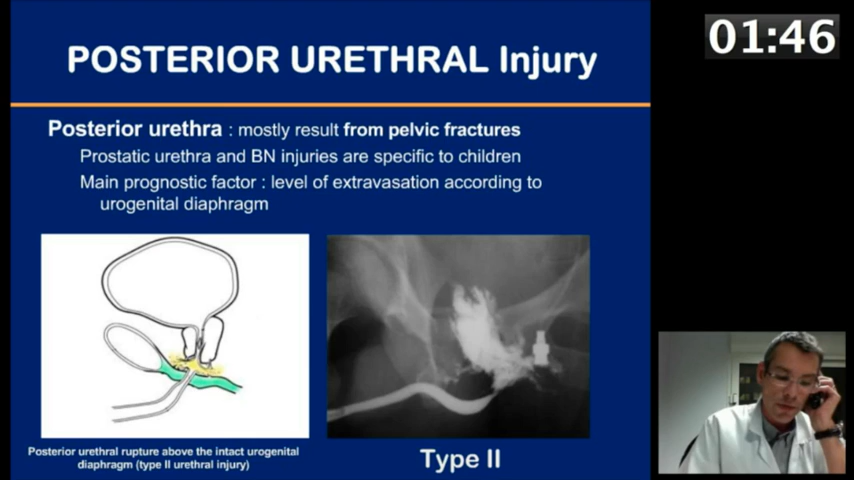 POSTERIOR URETHRAL Injury
01:46
Posterior urethra : mostly result from pelvic fractures
Prostatic urethra and BN injuries are specific to children
Main prognostic factor : level of extravasation according to
urogenital diaphragm
Posterior urethral rupture above the intact urogenital
diaphragm (type II urethral injury)
Type II